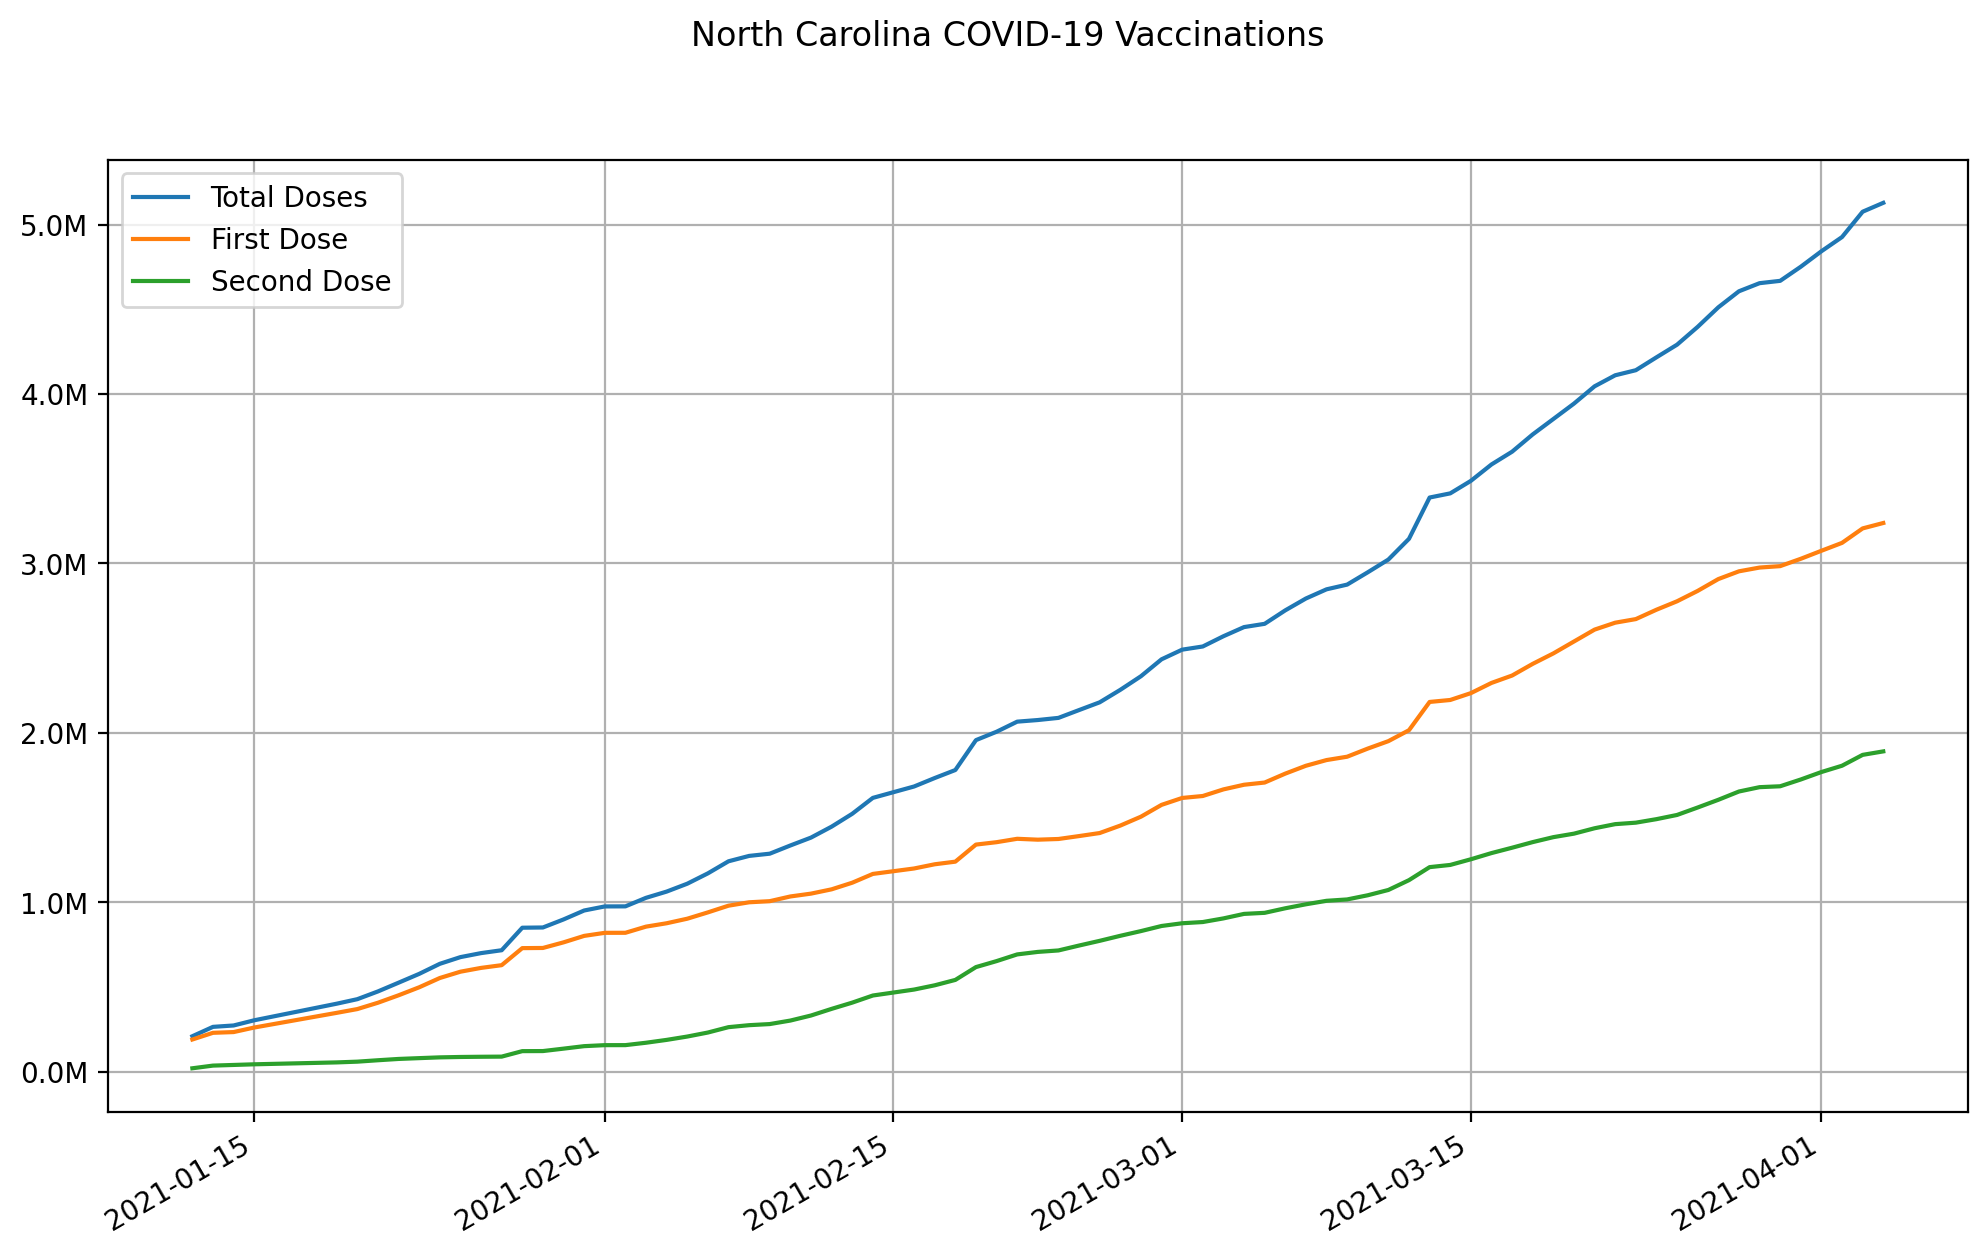 North Carolina COVID-19 Vaccinations
Total Doses
First Dose
Second Dose
5.0M
4.0M
3.0M
2.0M
1.0M
0.0M
2021-01-15
2021-02-01
2021-02-15
2021-03-01
2021-03-15
2021-04-01